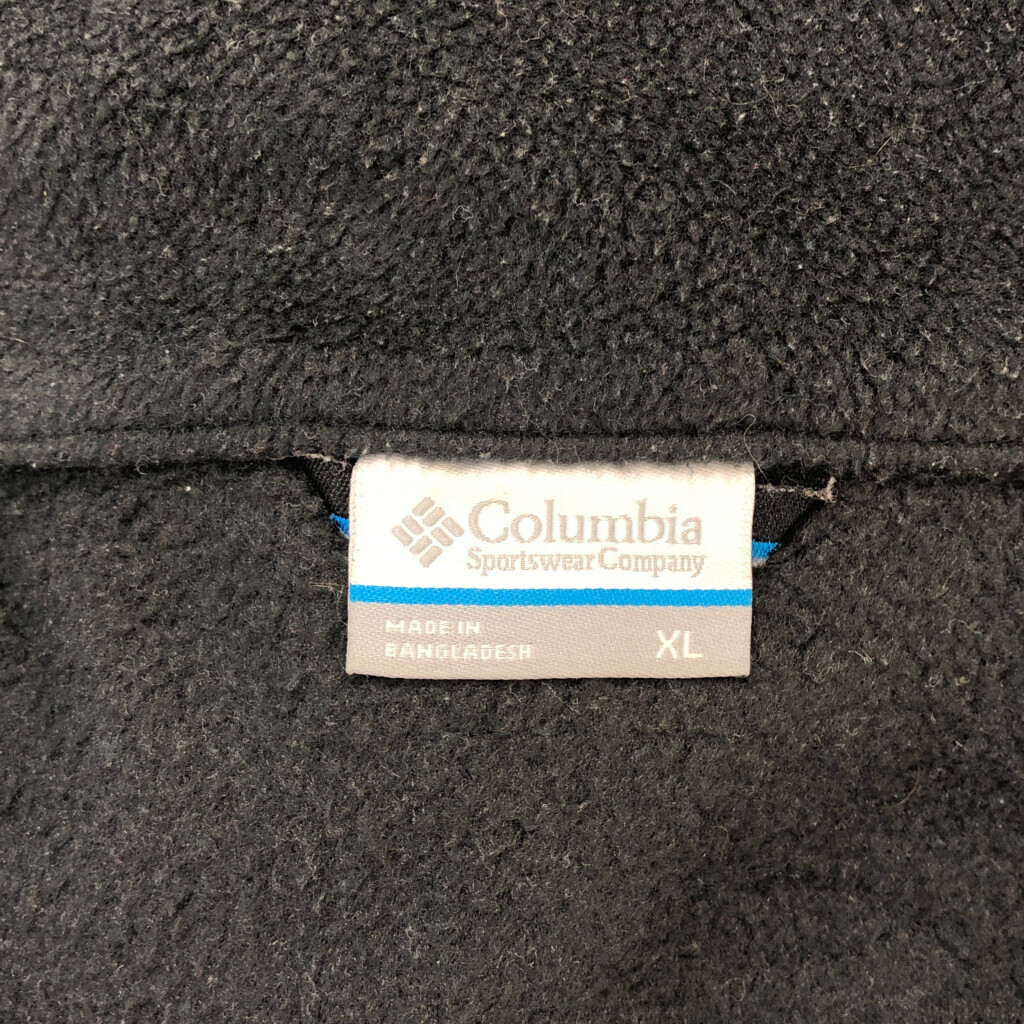 Columbia
Sportswear Company
MADE IN
BANGLADESH
XL